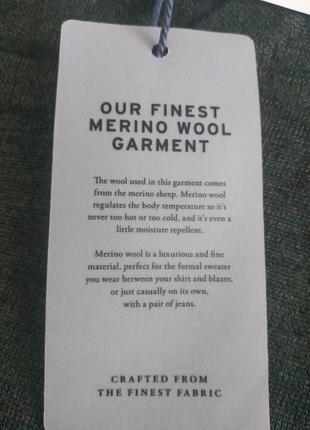 OUR FINEST
MERINO WOOL
GARMENT
The wool used in this garment comes
from the merino sheep. Merino wool
regulates the body temperature so it's
never too hot or too cold, and it's even a
little moisture repellent.
Merino wool is a luxurious and fine
material, perfect for the formal sweater
you wear between your shirt and blazer,
or just casually on its own,
with a pair of jeans.
CRAFTED FROM
THE FINEST FABRIC